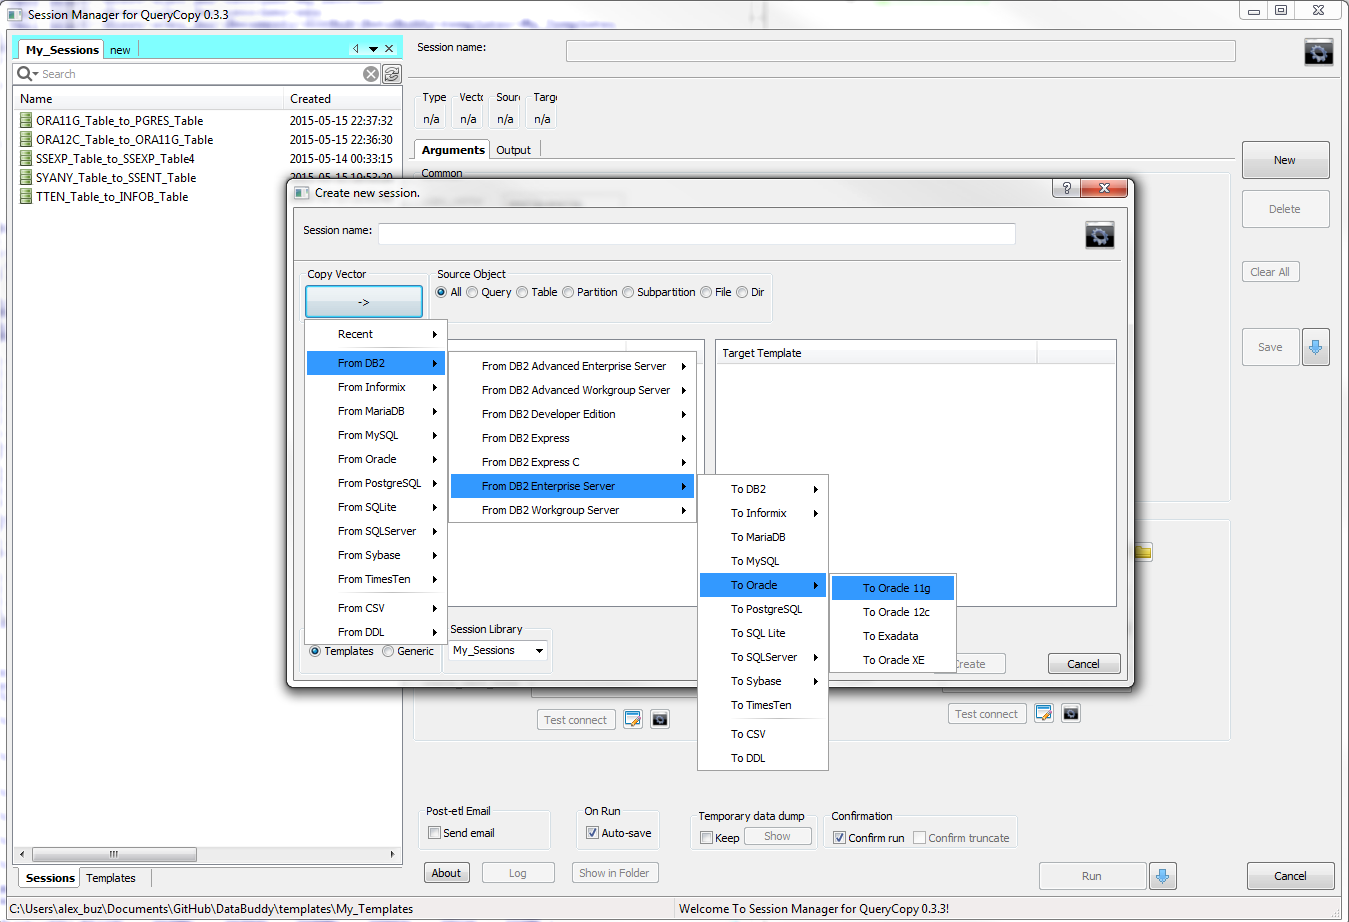 Session Manager for QueryCopy 0.3.3
My_Sessions new
Search
Name Created
ORA11G_Table_to_PGRES_Table 2015-05-15 22:37:32
ORA12C_Table_to_ORA11G_Table 2015-05-15 22:36:30
SSEXP_Table_to_SSEXP_Table4 2015-05-14 00:33:15
SYANY_Table_to_SSENT_Table
TTEN_Table_to_INFOB_Table
Session name:
Type Vectc Sourc Targe
n/a n/a n/a n/a
Arguments Output
Common
New
Delete
Clear All
Save
Create new session.
Session name:
Copy Vector
->
Source Object
All Query Table Partition Subpartition File Dir
Recent
From DB2
From Informix
From MariaDB
From MySQL
From Oracle
From PostgreSQL
From SQLite
From SQLServer
From Sybase
From TimesTen
From CSV
From DDL
From DB2 Advanced Enterprise Server
From DB2 Advanced Workgroup Server
From DB2 Developer Edition
From DB2 Express
From DB2 Express C
From DB2 Enterprise Server
From DB2 Workgroup Server
Target Template
To DB2
To Informix
To MariaDB
To MySQL
To Oracle
To PostgreSQL
To SQL Lite
To SQLServer
To Sybase
To TimesTen
To CSV
To DDL
To Oracle 11g
To Oracle 12c
To Exadata
To Oracle XE
Templates Generic
Session Library
My_Sessions
Create
Cancel
Test connect
Test connect
Post-etl Email
Send email
On Run
Auto-save
Temporary data dump
Keep Show
Confirmation
Confirm run Confirm truncate
About Log Show in Folder
Run
Cancel
Sessions Templates
C:\Users\alex_buz\Documents\GitHub\DataBuddy\templates\My_Templates
Welcome To Session Manager for QueryCopy 0.3.3!